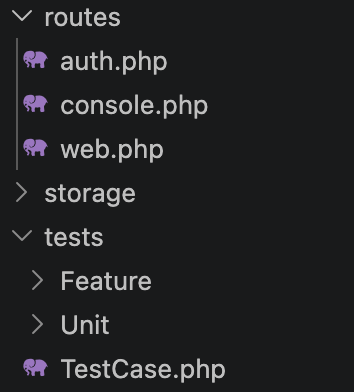 routes
auth.php
console.php
web.php
storage
tests
Feature
Unit
TestCase.php